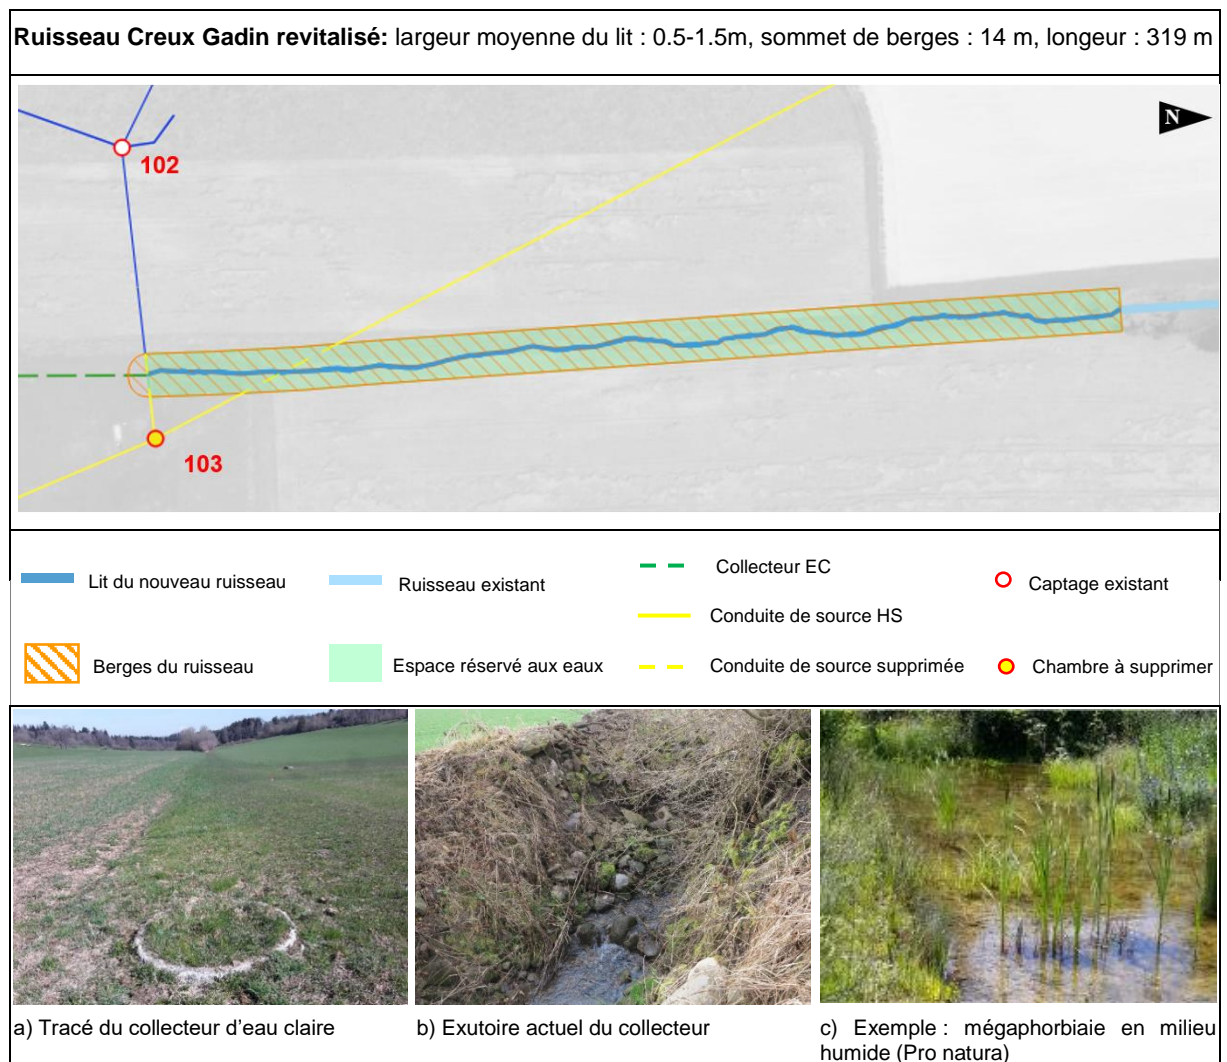 Ruisseau Creux Gadin revitalisé: largeur moyenne du lit : 0.5-1.5m, sommet de berges : 14 m, longeur : 319 m
N
102
103
Lit du nouveau ruisseau
Ruisseau existant
Collecteur EC
Captage existant
Conduite de source HS
Berges du ruisseau
Espace réservé aux eaux
Conduite de source supprimée
Chambre à supprimer
a) Tracé du collecteur d'eau claire
b) Exutoire actuel du collecteur
c) Exemple : mégaphorbiaie en milieu
humide (Pro natura)